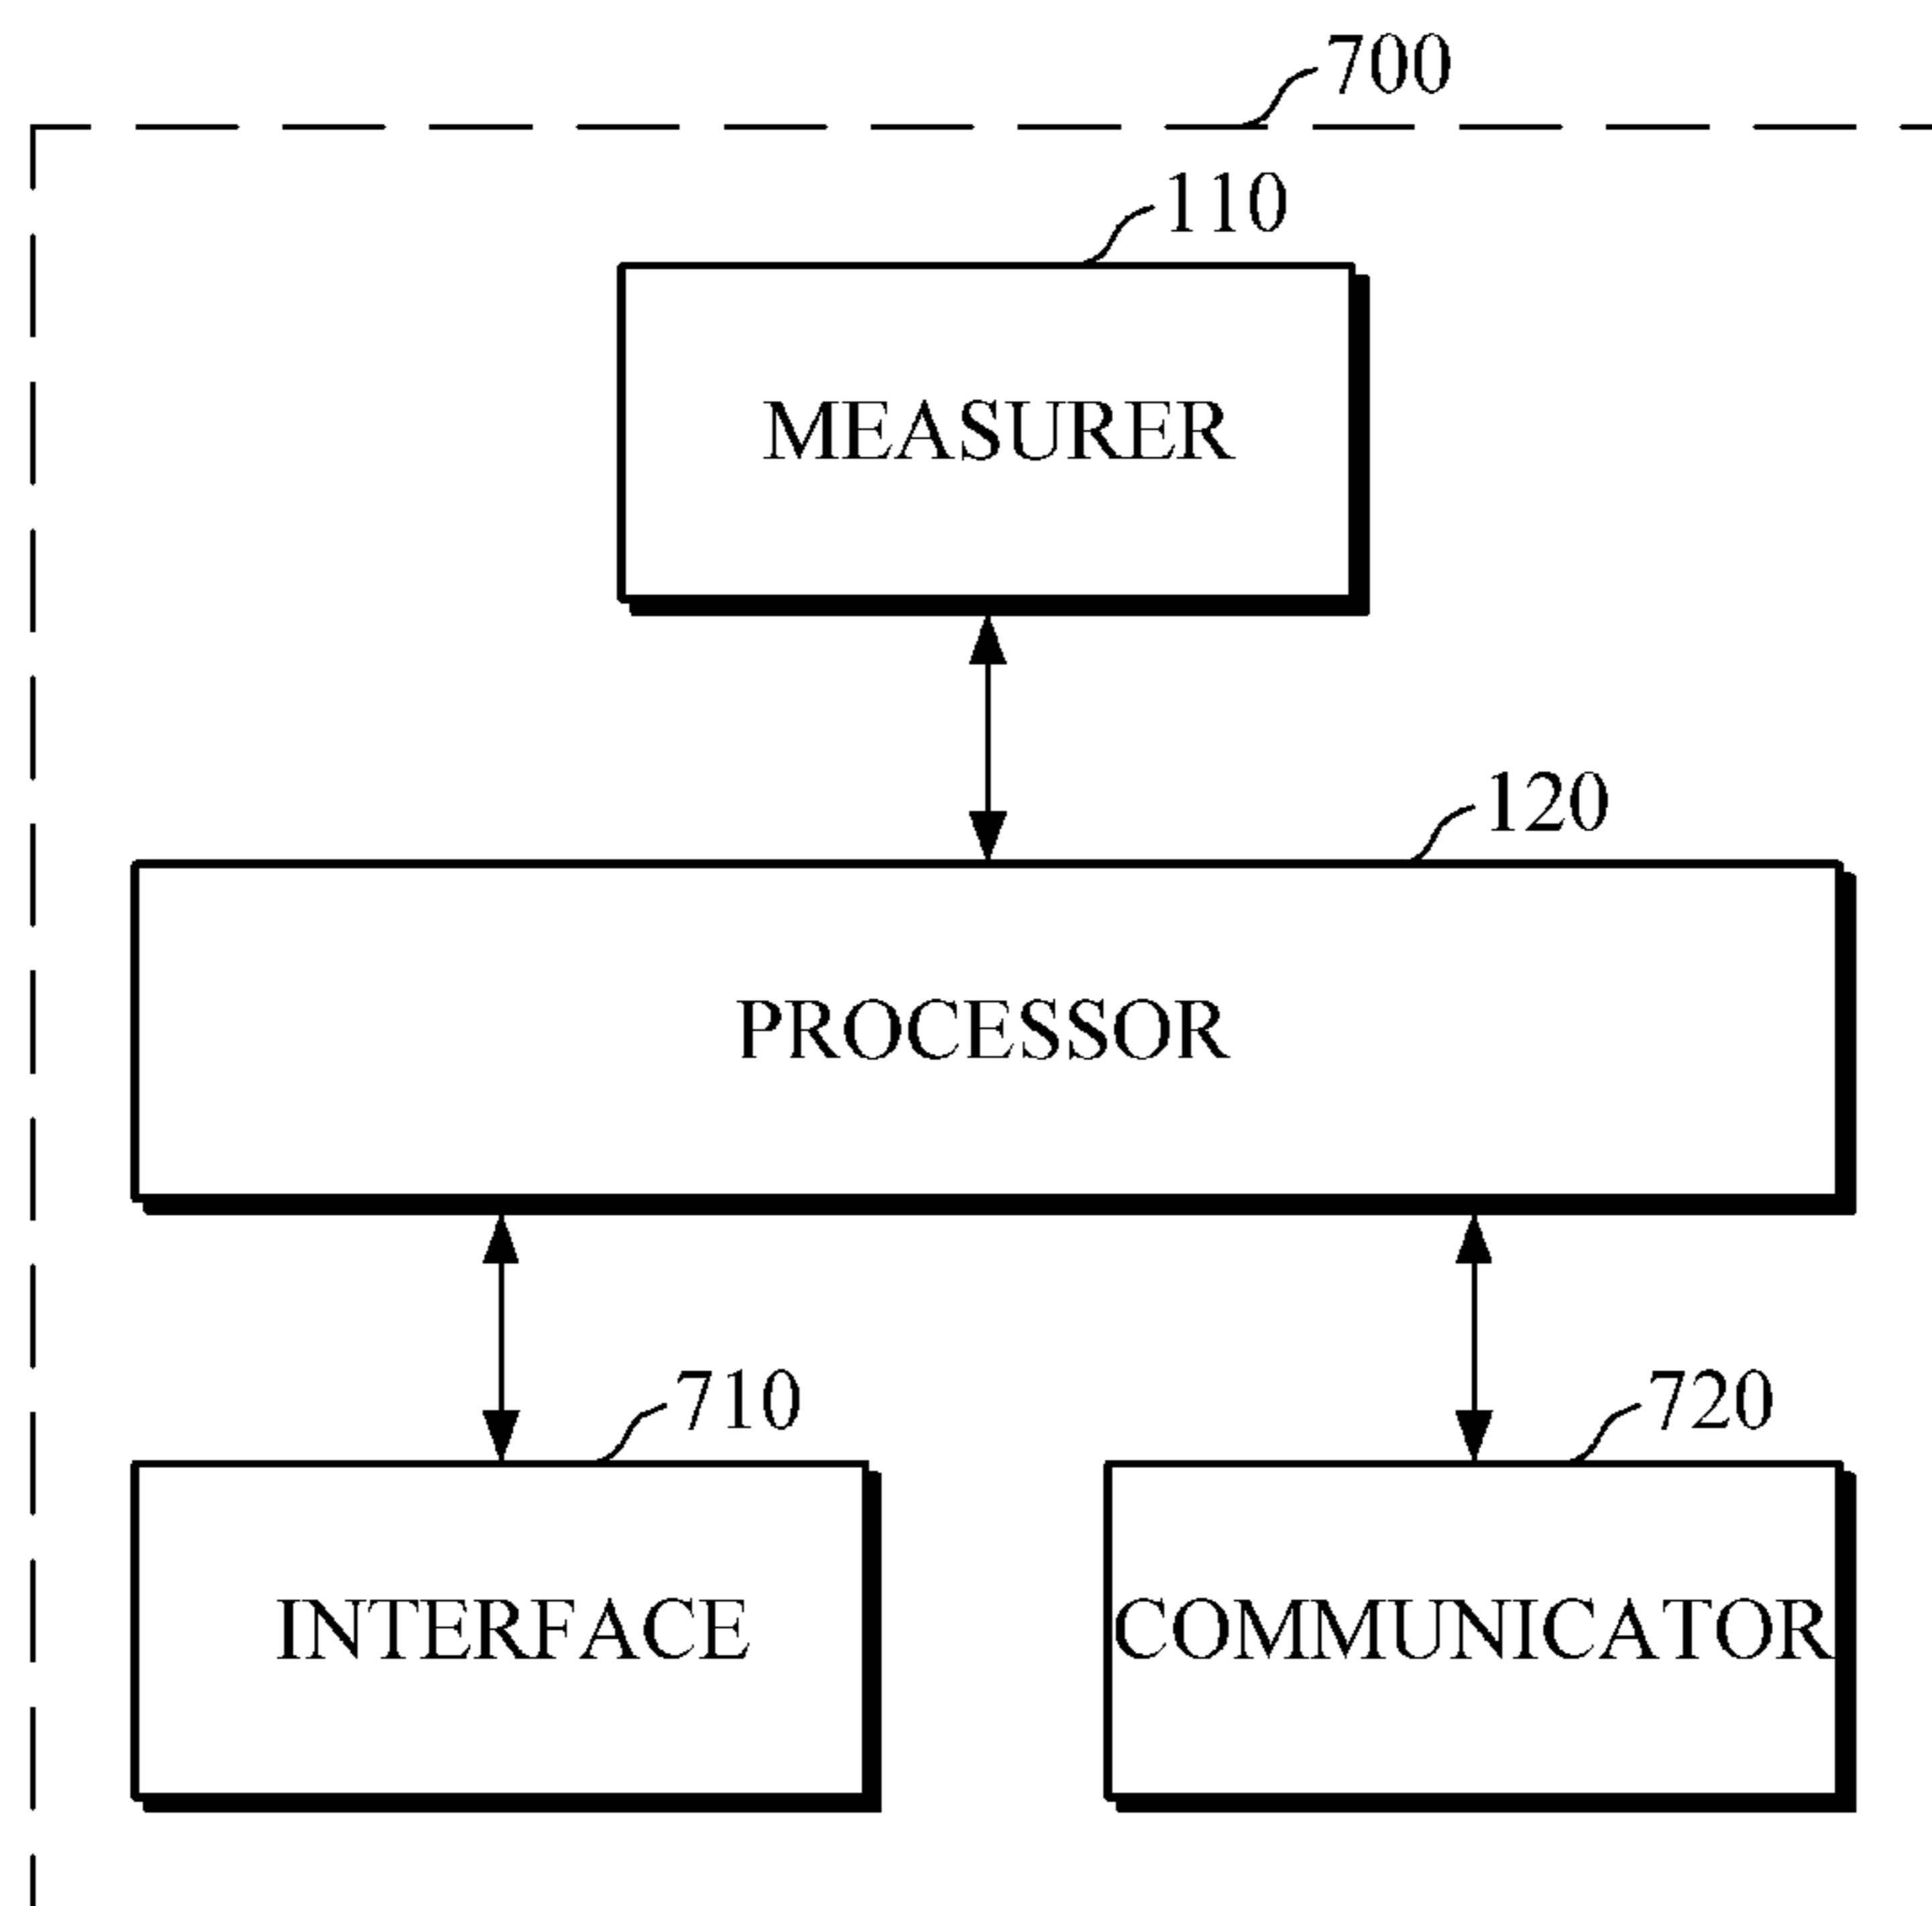 700
110
MEASURER
120
PROCESSOR
710
720
INTERFACE
COMMUNICATOR